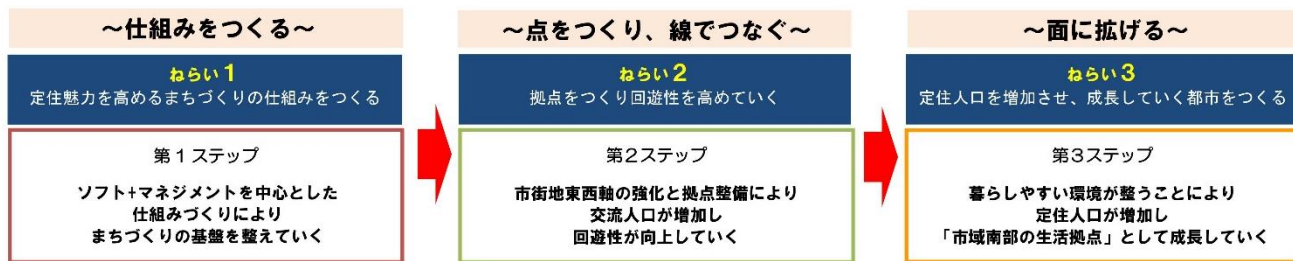 ～仕組みをつくる～
ねらい1
定住魅力を高めるまちづくりの仕組みをつくる
第1ステップ
ソフト+マネジメントを中心とした
仕組みづくりにより
まちづくりの基盤を整えていく
～点をつくり、線でつなぐ～
ねらい2
拠点をつくり回遊性を高めていく
第2ステップ
市街地東西軸の強化と拠点整備により
交流人口が増加し
回遊性が向上していく
～面に拡げる～
ねらい3
定住人口を増加させ、成長していく都市をつくる
第3ステップ
暮らしやすい環境が整うことにより
定住人口が増加し
「市域南部の生活拠点」として成長していく